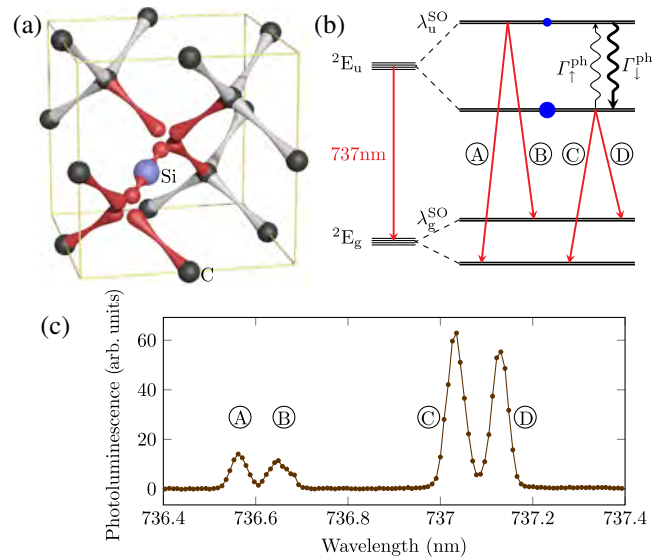 (a)
Si
C
(b)
λ_u^SO
²E_u
Γ_↑^ph
Γ_↓^ph
737nm
A B C D
λ_g^SO
²E_g
(c)
Photoluminescence (arb. units)
60
40
20
0
A B C D
736.4 736.6 736.8 737 737.2 737.4
Wavelength (nm)